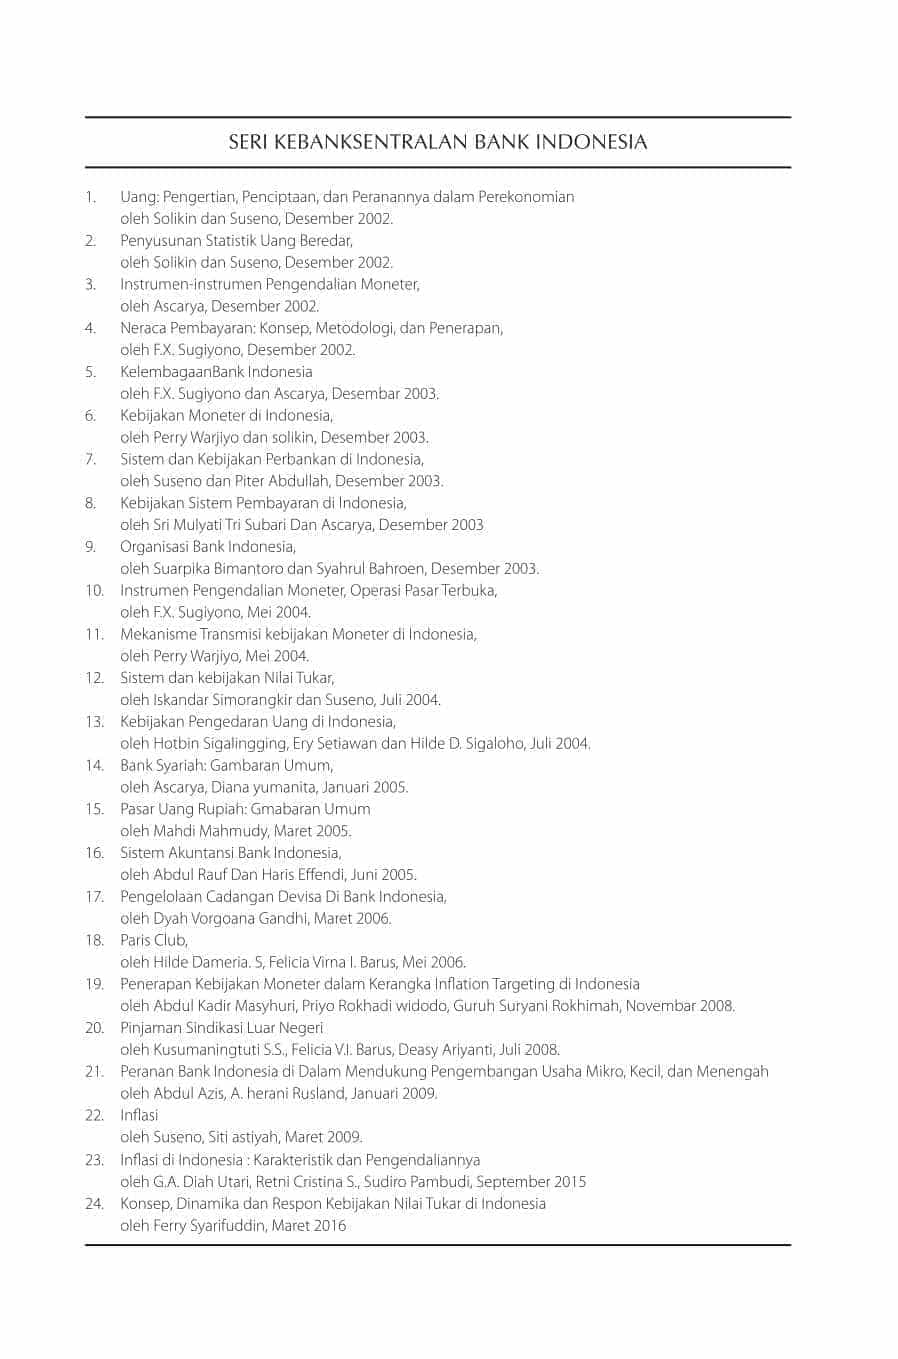 SERI KEBANKSENTRALAN BANK INDONESIA
1. Uang: Pengertian, Penciptaan, dan Peranannya dalam Perekonomian
oleh Solikin dan Suseno, Desember 2002.
2. Penyusunan Statistik Uang Beredar,
oleh Solikin dan Suseno, Desember 2002.
3. Instrumen-instrumen Pengendalian Moneter,
oleh Ascarya, Desember 2002.
4. Neraca Pembayaran: Konsep, Metodologi, dan Penerapan,
oleh F.X. Sugiyono, Desember 2002.
5. KelembagaanBank Indonesia
oleh F.X. Sugiyono dan Ascarya, Desembar 2003.
6. Kebijakan Moneter di Indonesia,
oleh Perry Warjiyo dan solikin, Desember 2003.
7. Sistem dan Kebijakan Perbankan di Indonesia,
oleh Suseno dan Piter Abdullah, Desember 2003.
8. Kebijakan Sistem Pembayaran di Indonesia,
oleh Sri Mulyati Tri Subari Dan Ascarya, Desember 2003
9. Organisasi Bank Indonesia,
oleh Suarpika Bimantoro dan Syahrul Bahroen, Desember 2003.
10. Instrumen Pengendalian Moneter, Operasi Pasar Terbuka,
oleh F.X. Sugiyono, Mei 2004.
11. Mekanisme Transmisi kebijakan Moneter di Indonesia,
oleh Perry Warjiyo, Mei 2004.
12. Sistem dan kebijakan Nilai Tukar,
oleh Iskandar Simorangkir dan Suseno, Juli 2004.
13. Kebijakan Pengedaran Uang di Indonesia,
oleh Hotbin Sigalingging, Ery Setiawan dan Hilde D. Sigaloho, Juli 2004.
14. Bank Syariah: Gambaran Umum,
oleh Ascarya, Diana yumanita, Januari 2005.
15. Pasar Uang Rupiah: Gmabaran Umum
oleh Mahdi Mahmudy, Maret 2005.
16. Sistem Akuntansi Bank Indonesia,
oleh Abdul Rauf Dan Haris Effendi, Juni 2005.
17. Pengelolaan Cadangan Devisa Di Bank Indonesia,
oleh Dyah Vorgoana Gandhi, Maret 2006.
18. Paris Club,
oleh Hilde Dameria. S, Felicia Virna I. Barus, Mei 2006.
19. Penerapan Kebijakan Moneter dalam Kerangka Inflation Targeting di Indonesia
oleh Abdul Kadir Masyhuri, Priyo Rokhadi widodo, Guruh Suryani Rokhimah, Novembar 2008.
20. Pinjaman Sindikasi Luar Negeri
oleh Kusumaningtuti S.S., Felicia V.I. Barus, Deasy Ariyanti, Juli 2008.
21. Peranan Bank Indonesia di Dalam Mendukung Pengembangan Usaha Mikro, Kecil, dan Menengah
oleh Abdul Azis, A. herani Rusland, Januari 2009.
22. Inflasi
oleh Suseno, Siti astiyah, Maret 2009.
23. Inflasi di Indonesia : Karakteristik dan Pengendaliannya
oleh G.A. Diah Utari, Retni Cristina S., Sudiro Pambudi, September 2015
24. Konsep, Dinamika dan Respon Kebijakan Nilai Tukar di Indonesia
oleh Ferry Syarifuddin, Maret 2016